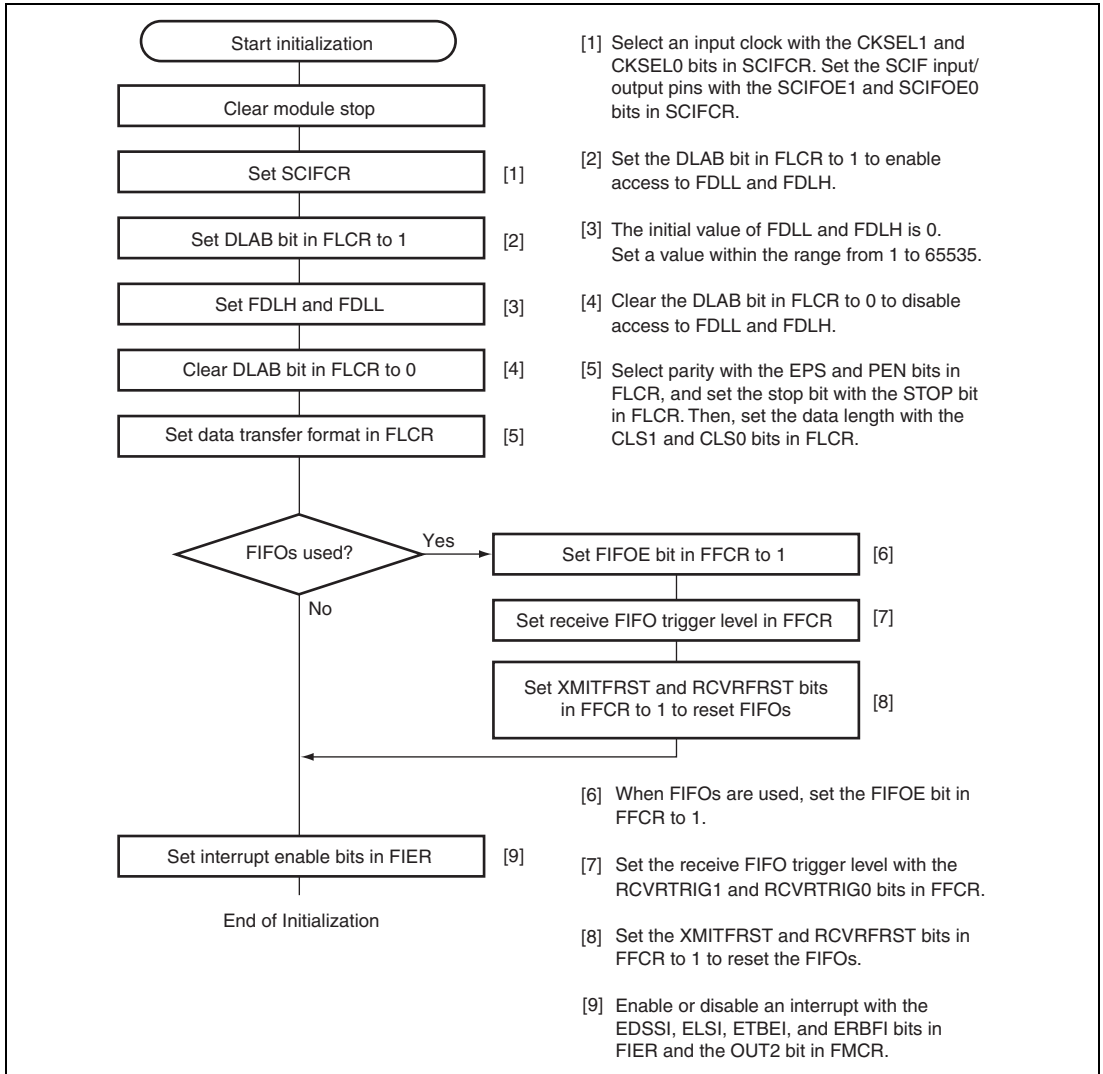 Start initialization
Clear module stop
Set SCIFCR
[1]
Set DLAB bit in FLCR to 1
[2]
Set FDLH and FDLL
[3]
Clear DLAB bit in FLCR to 0
[4]
Set data transfer format in FLCR
[5]
FIFOs used?
Yes
No
Set FIFOE bit in FFCR to 1
[6]
Set receive FIFO trigger level in FFCR
[7]
Set XMITFRST and RCVRFRST bits
in FFCR to 1 to reset FIFOs
[8]
Set interrupt enable bits in FIER
[9]
End of Initialization
[1] Select an input clock with the CKSEL1 and
CKSEL0 bits in SCIFCR. Set the SCIF input/
output pins with the SCIFOE1 and SCIFOE0
bits in SCIFCR.
[2] Set the DLAB bit in FLCR to 1 to enable
access to FDLL and FDLH.
[3] The initial value of FDLL and FDLH is 0.
Set a value within the range from 1 to 65535.
[4] Clear the DLAB bit in FLCR to 0 to disable
access to FDLL and FDLH.
[5] Select parity with the EPS and PEN bits in
FLCR, and set the stop bit with the STOP bit
in FLCR. Then, set the data length with the
CLS1 and CLS0 bits in FLCR.
[6] When FIFOs are used, set the FIFOE bit in
FFCR to 1.
[7] Set the receive FIFO trigger level with the
RCVRTRIG1 and RCVRTRIG0 bits in FFCR.
[8] Set the XMITFRST and RCVRFRST bits in
FFCR to 1 to reset the FIFOs.
[9] Enable or disable an interrupt with the
EDSSI, ELSI, ETBEI, and ERBFI bits in
FIER and the OUT2 bit in FMCR.